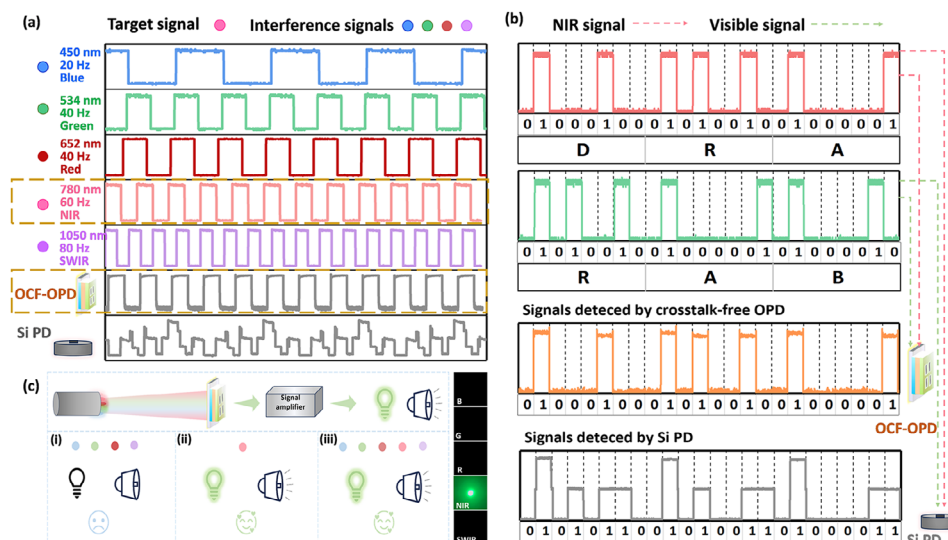 (a)
Target signal
Interference signals
450 nm
20 Hz
Blue
534 nm
40 Hz
Green
652 nm
40 Hz
Red
780 nm
60 Hz
NIR
1050 nm
80 Hz
SWIR
OCF-OPD
Si PD
(b)
NIR signal
Visible signal
0 1 0 0 0 1 0 0 0 1 0 1 0 0 1 0 0 1 0 0 0 0 0 1
D R A
0 1 0 1 0 0 1 0 0 1 0 0 0 0 0 1 0 1 0 0 0 0 1 0
R A B
Signals deteced by crosstalk-free OPD
0 1 0 0 0 1 0 0 0 1 0 1 0 0 1 0 0 1 0 0 0 0 0 1
OCF-OPD
Signals deteced by Si PD
0 1 0 1 0 1 1 0 0 1 0 1 0 0 1 1 0 1 0 0 0 0 1 1
Si PD
(c)
Signal
amplifier
(i)
(ii)
(iii)
B
G
R
NIR
SWIR